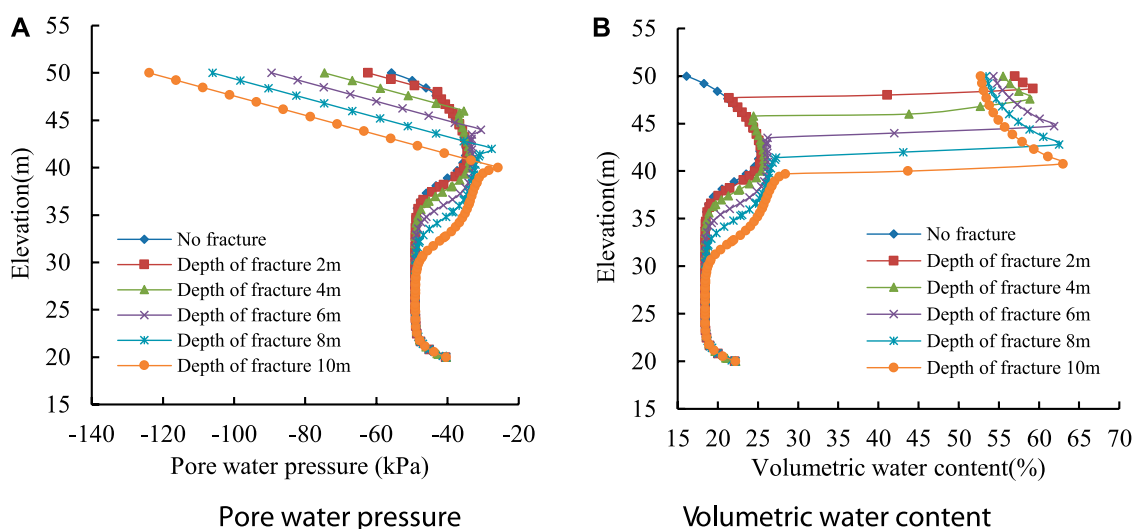 A
55
50
45
40
35
30
25
20
15
Elevation(m)
No fracture
Depth of fracture 2m
Depth of fracture 4m
Depth of fracture 6m
Depth of fracture 8m
Depth of fracture 10m
-140 -120 -100 -80 -60 -40 -20
Pore water pressure (kPa)
Pore water pressure
B
55
50
45
40
35
30
25
20
15
Elevation(m)
No fracture
Depth of fracture 2m
Depth of fracture 4m
Depth of fracture 6m
Depth of fracture 8m
Depth of fracture 10m
15 20 25 30 35 40 45 50 55 60 65 70
Volumetric water content(%)
Volumetric water content